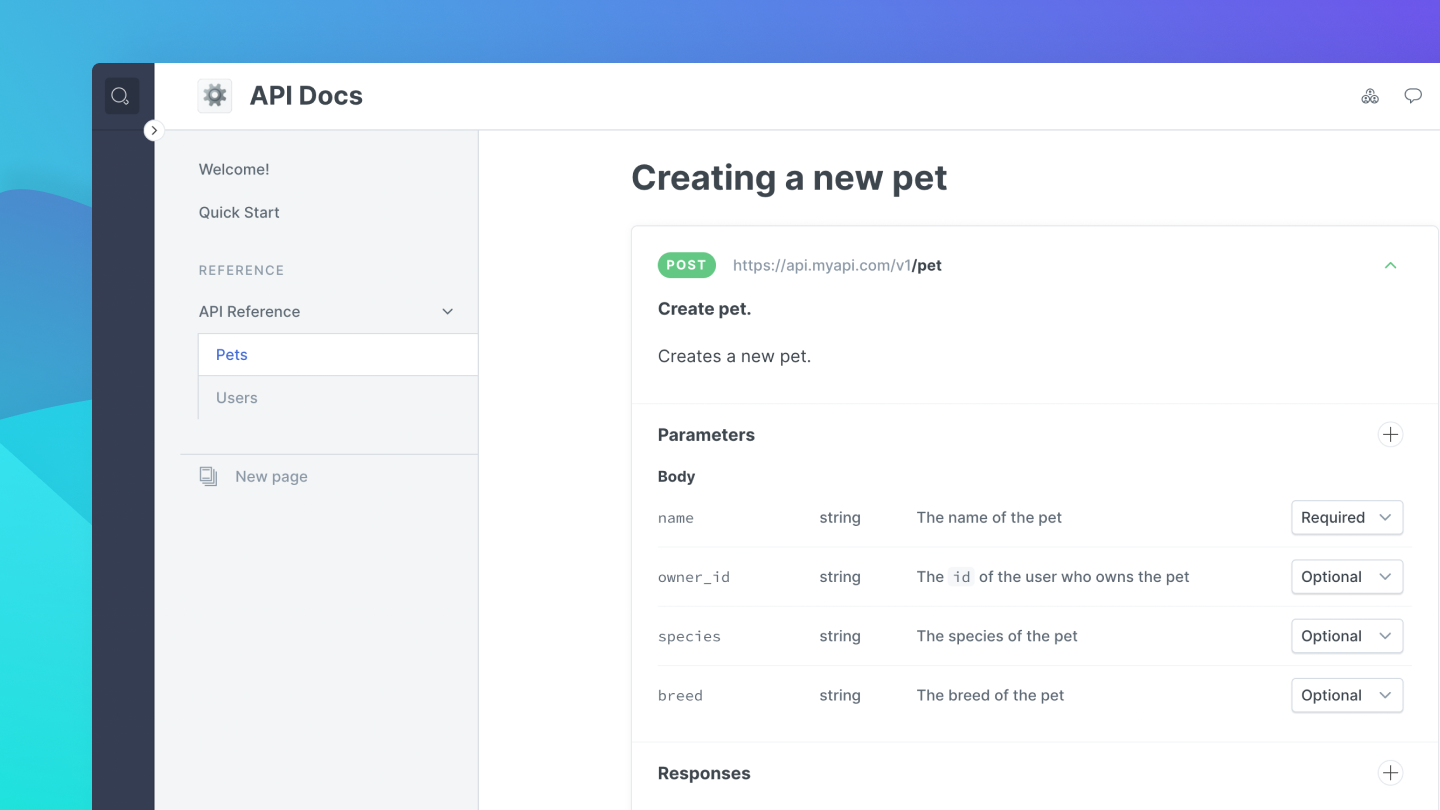 API Docs
Welcome!
Quick Start
REFERENCE
API Reference
Pets
Users
New page
Creating a new pet
POST https://api.myapi.com/v1/pet
Create pet.
Creates a new pet.
Parameters
Body
name string The name of the pet Required
owner_id string The id of the user who owns the pet Optional
species string The species of the pet Optional
breed string The breed of the pet Optional
Responses